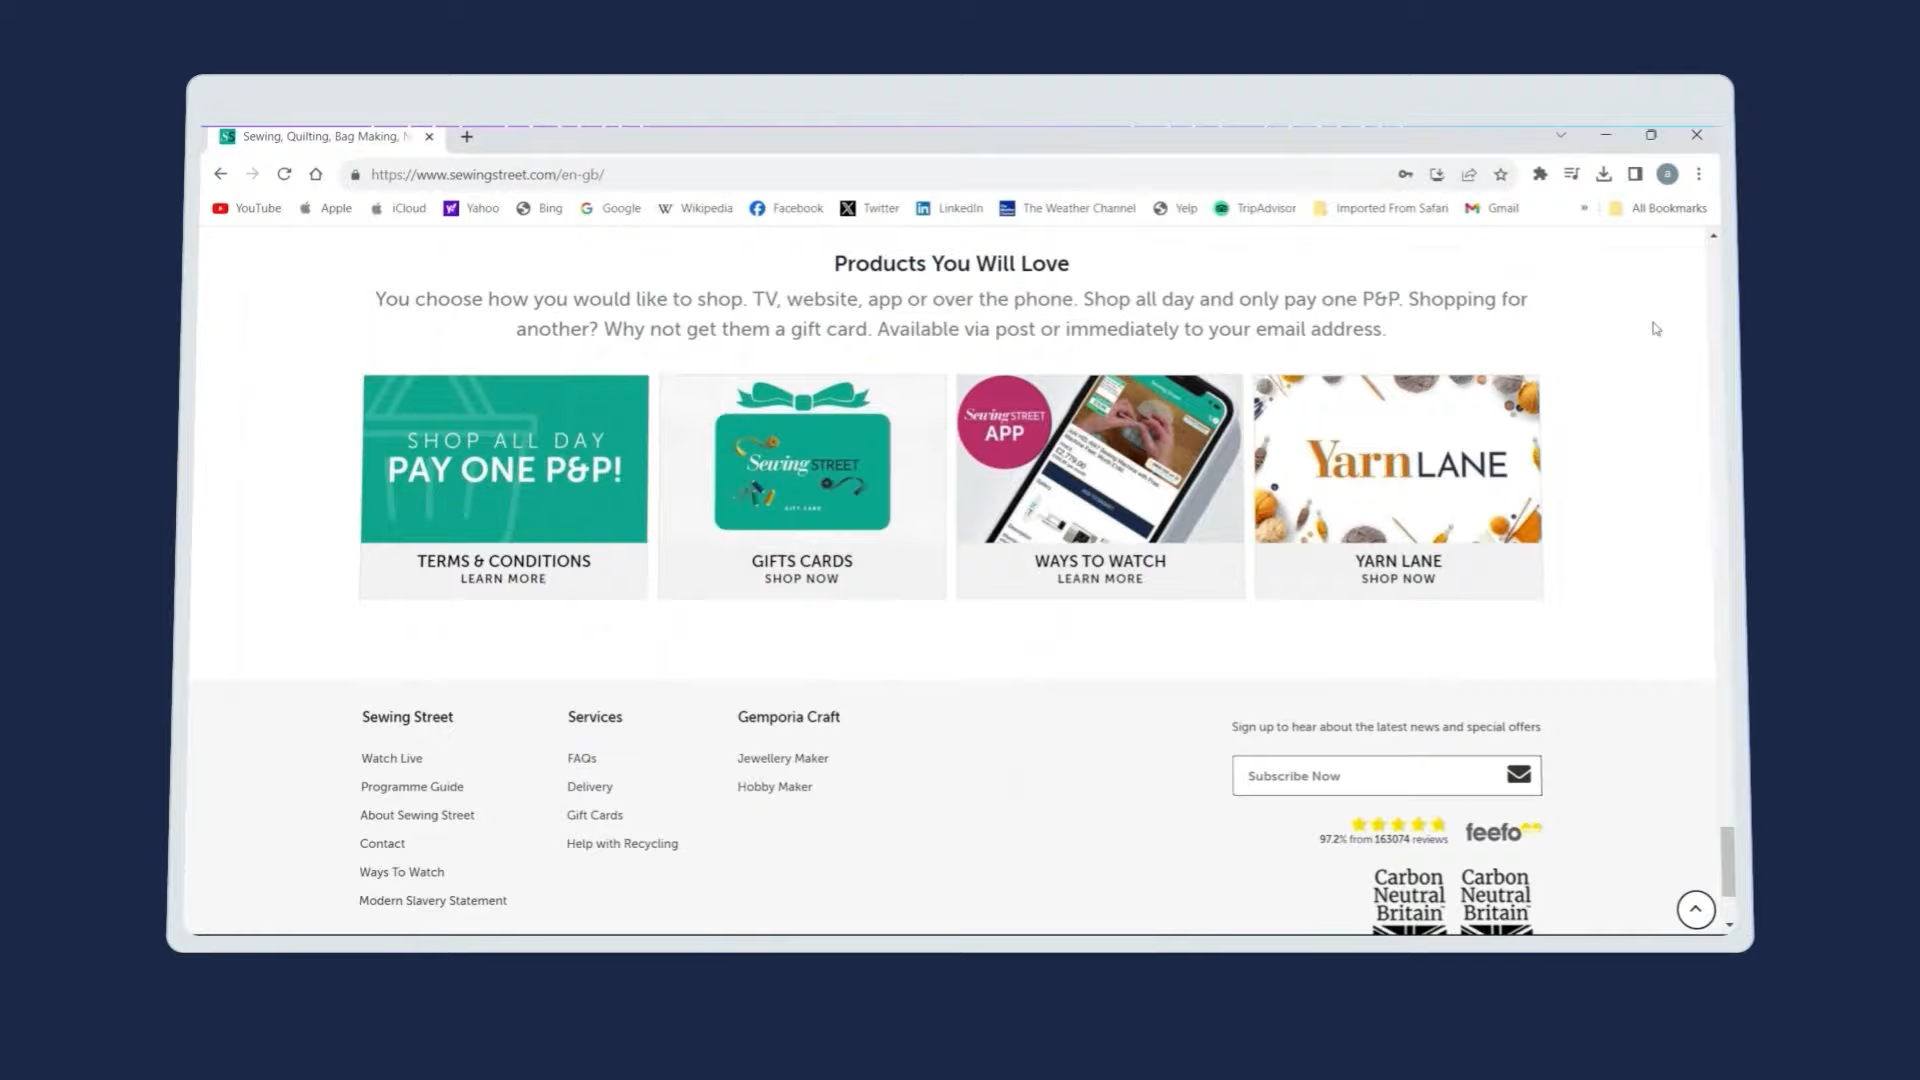 Sewing, Quilting, Bag Making, N
https://www.sewingstreet.com/en-gb/
a
YouTube Apple iCloud Yahoo Bing Google Wikipedia Facebook Twitter LinkedIn The Weather Channel Yelp TripAdvisor Imported From Safari Gmail » All Bookmarks
Products You Will Love
You choose how you would like to shop. TV, website, app or over the phone. Shop all day and only pay one P&P. Shopping for
another? Why not get them a gift card. Available via post or immediately to your email address.
SHOP ALL DAY
PAY ONE P&P!
TERMS & CONDITIONS
LEARN MORE
Sewing STREET
GIFT CARD
GIFTS CARDS
SHOP NOW
Sewing STREET
APP
WAYS TO WATCH
LEARN MORE
Yarn LANE
YARN LANE
SHOP NOW
Sewing Street
Watch Live
Programme Guide
About Sewing Street
Contact
Ways To Watch
Modern Slavery Statement
Services
FAQs
Delivery
Gift Cards
Help with Recycling
Gemporia Craft
Jewellery Maker
Hobby Maker
Sign up to hear about the latest news and special offers
Subscribe Now
97.2% from 163074 reviews
feefo
Carbon
Neutral
Britain
Carbon
Neutral
Britain